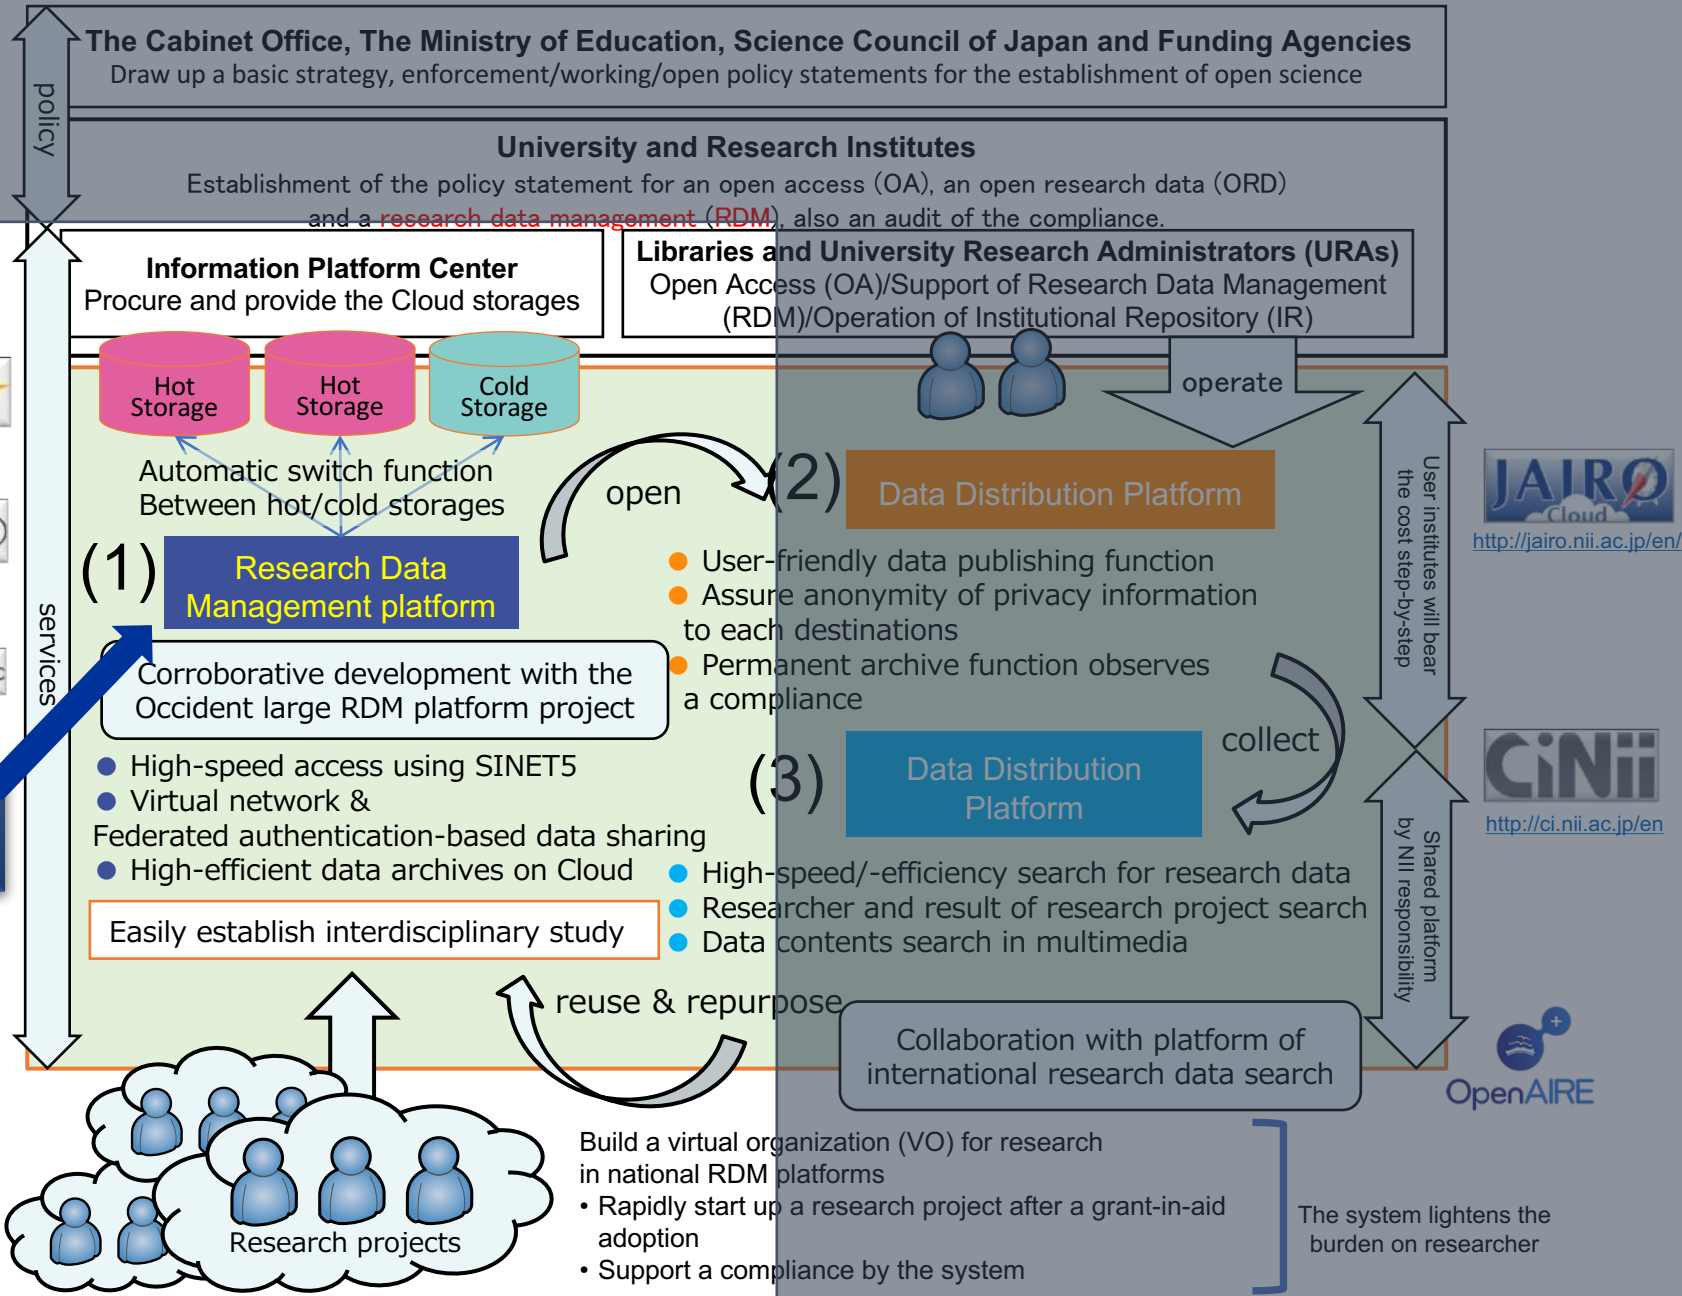 The Cabinet Office, The Ministry of Education, Science Council of Japan and Funding Agencies
Draw up a basic strategy, enforcement/working/open policy statements for the establishment of open science
policy
University and Research Institutes
Establishment of the policy statement for an open access (OA), an open research data (ORD)
and a research data management (RDM), also an audit of the compliance.
Information Platform Center
Procure and provide the Cloud storages
Libraries and University Research Administrators (URAs)
Open Access (OA)/Support of Research Data Management
(RDM)/Operation of Institutional Repository (IR)
services
Hot
Storage
Hot
Storage
Cold
Storage
operate
Automatic switch function
Between hot/cold storages
open
(1)
Research Data
Management platform
Corroborative development with the
Occident large RDM platform project
● High-speed access using SINET5
● Virtual network &
Federated authentication-based data sharing
● High-efficient data archives on Cloud
Easily establish interdisciplinary study
(2)
Data Distribution Platform
● User-friendly data publishing function
● Assure anonymity of privacy information
to each destinations
● Permanent archive function observes
a compliance
collect
(3)
Data Distribution
Platform
● High-speed/-efficiency search for research data
● Researcher and result of research project search
● Data contents search in multimedia
reuse & repurpose
Collaboration with platform of
international research data search
User institutes will bear
the cost step-by-step
Shared platform
by NII responsibility
JAIRO
Cloud
http://jairo.nii.ac.jp/en/
CiNii
http://ci.nii.ac.jp/en
OpenAIRE
Research projects
Build a virtual organization (VO) for research
in national RDM platforms
• Rapidly start up a research project after a grant-in-aid
adoption
• Support a compliance by the system
The system lightens the
burden on researcher